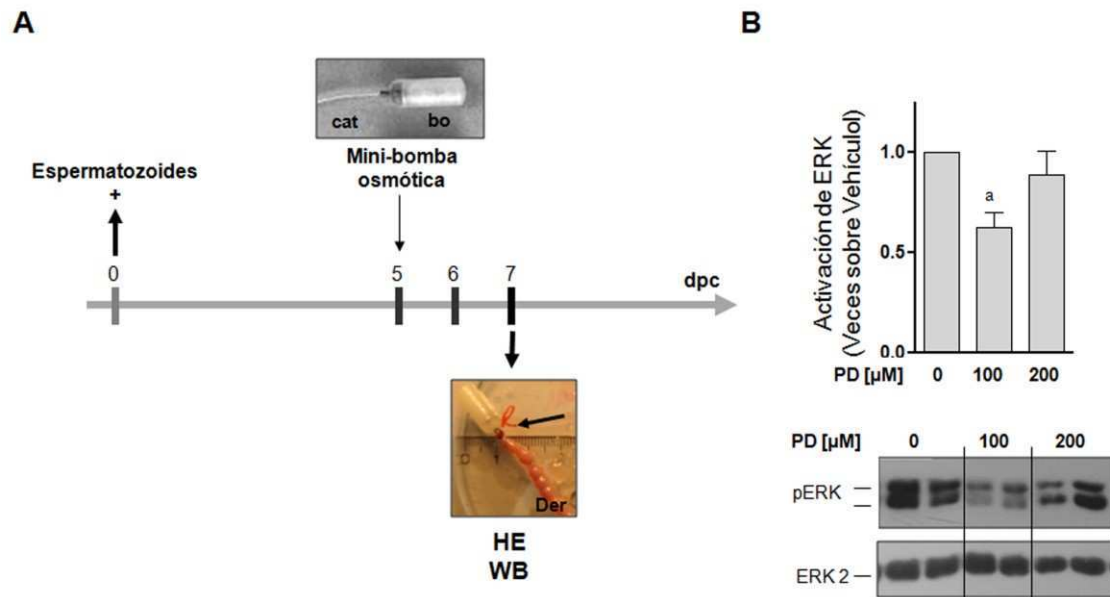 A
cat
bo
Mini-bomba
osmótica
Espermatozoides
+
0
5
6
7
dpc
Der
HE
WB
B
Activación de ERK
(Veces sobre Vehículol)
1.0
0.5
0.0
a
PD [µM]
0
100
200
PD [µM]
0
100
200
pERK
ERK 2